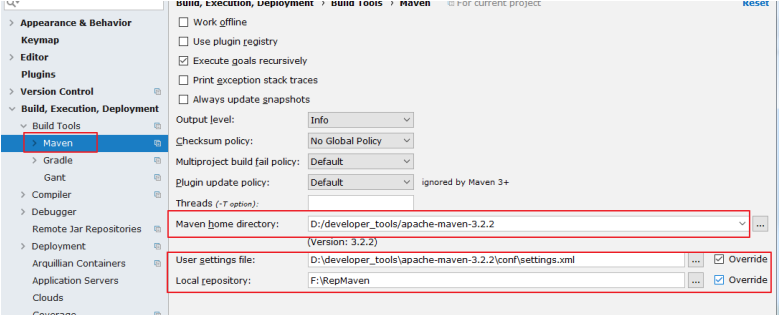 Build, Execution, Deployment > Build Tools > Maven For current project Reset
Appearance & Behavior
Keymap
Editor
Plugins
Version Control
Build, Execution, Deployment
Build Tools
Maven
Gradle
Gant
Compiler
Debugger
Remote Jar Repositories
Deployment
Arquillian Containers
Application Servers
Clouds
Coverage
Work offline
Use plugin registry
Execute goals recursively
Print exception stack traces
Always update snapshots
Output level: Info
Checksum policy: No Global Policy
Multiproject build fail policy: Default
Plugin update policy: Default ignored by Maven 3+
Threads (-T option):
Maven home directory: D:/developer_tools/apache-maven-3.2.2 ...
(Version: 3.2.2)
User settings file: D:\developer_tools\apache-maven-3.2.2\conf\settings.xml ... Override
Local repository: F:\RepMaven ... Override